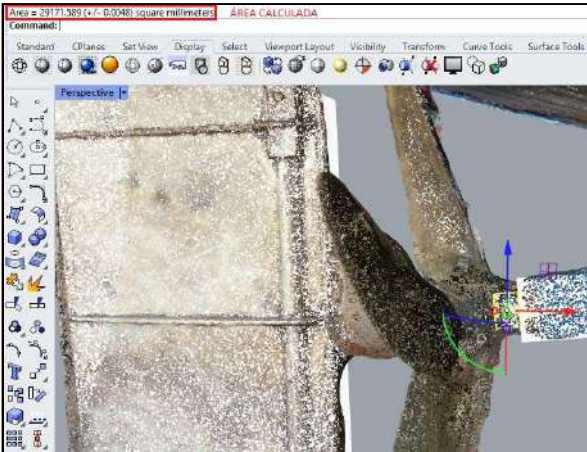 Area = 29171.589 (+/- 0.0048) square millimeters ÁREA CALCULADA
Command:
Standard CPlanes Set View Display Select Viewport Layout Visibility Transform Curve Tools Surface Tools
Perspective